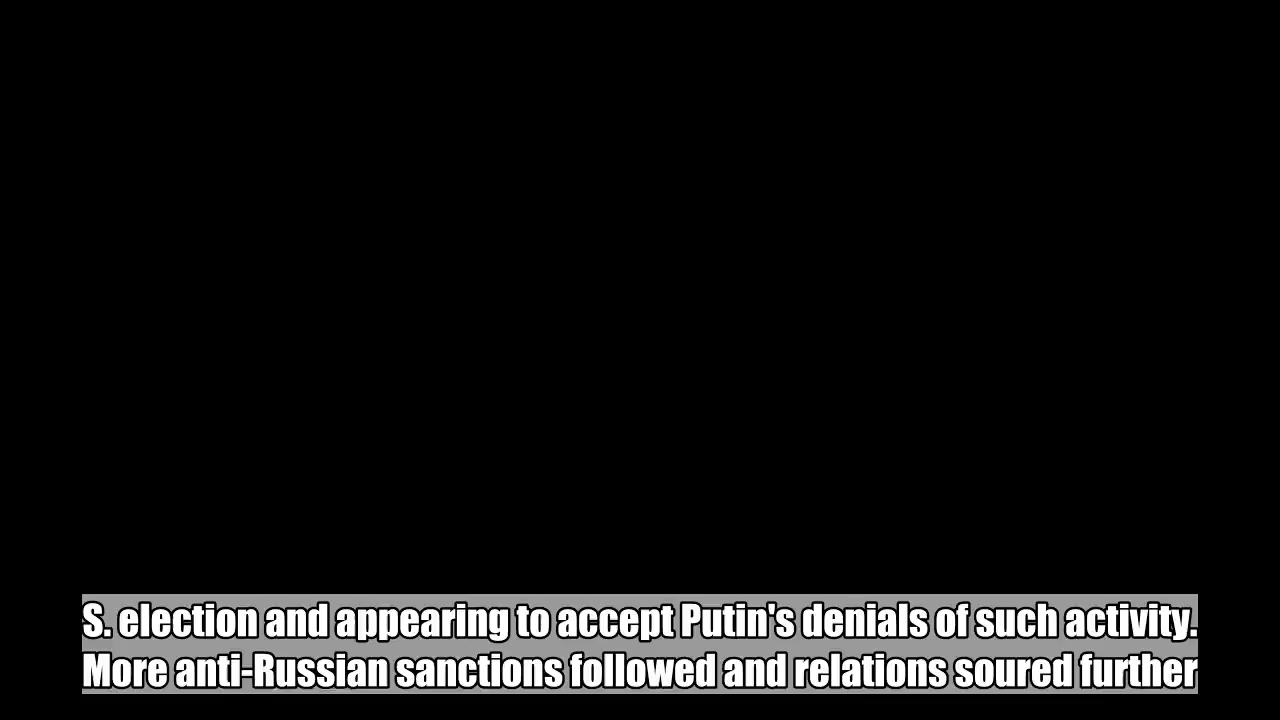 S. election and appearing to accept Putin's denials of such activity.
More anti-Russian sanctions followed and relations soured further